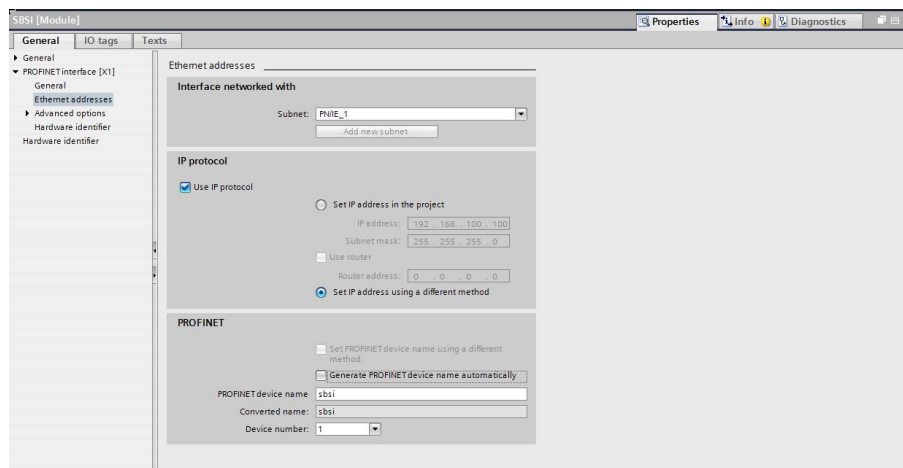 SBSI [Module]
Properties
Info
Diagnostics
General
IO tags
Texts
General
PROFINET interface [X1]
General
Ethernet addresses
Advanced options
Hardware identifier
Hardware identifier
Ethernet addresses
Interface networked with
Subnet: PN/IE_1
Add new subnet
IP protocol
Use IP protocol
Set IP address in the project
IP address: 192 . 168 . 100 . 100
Subnet mask: 255 . 255 . 255 . 0
Use router
Router address: 0 . 0 . 0 . 0
Set IP address using a different method
PROFINET
Set PROFINET device name using a different
method.
Generate PROFINET device name automatically
PROFINET device name sbsi
Converted name: sbsi
Device number: 1